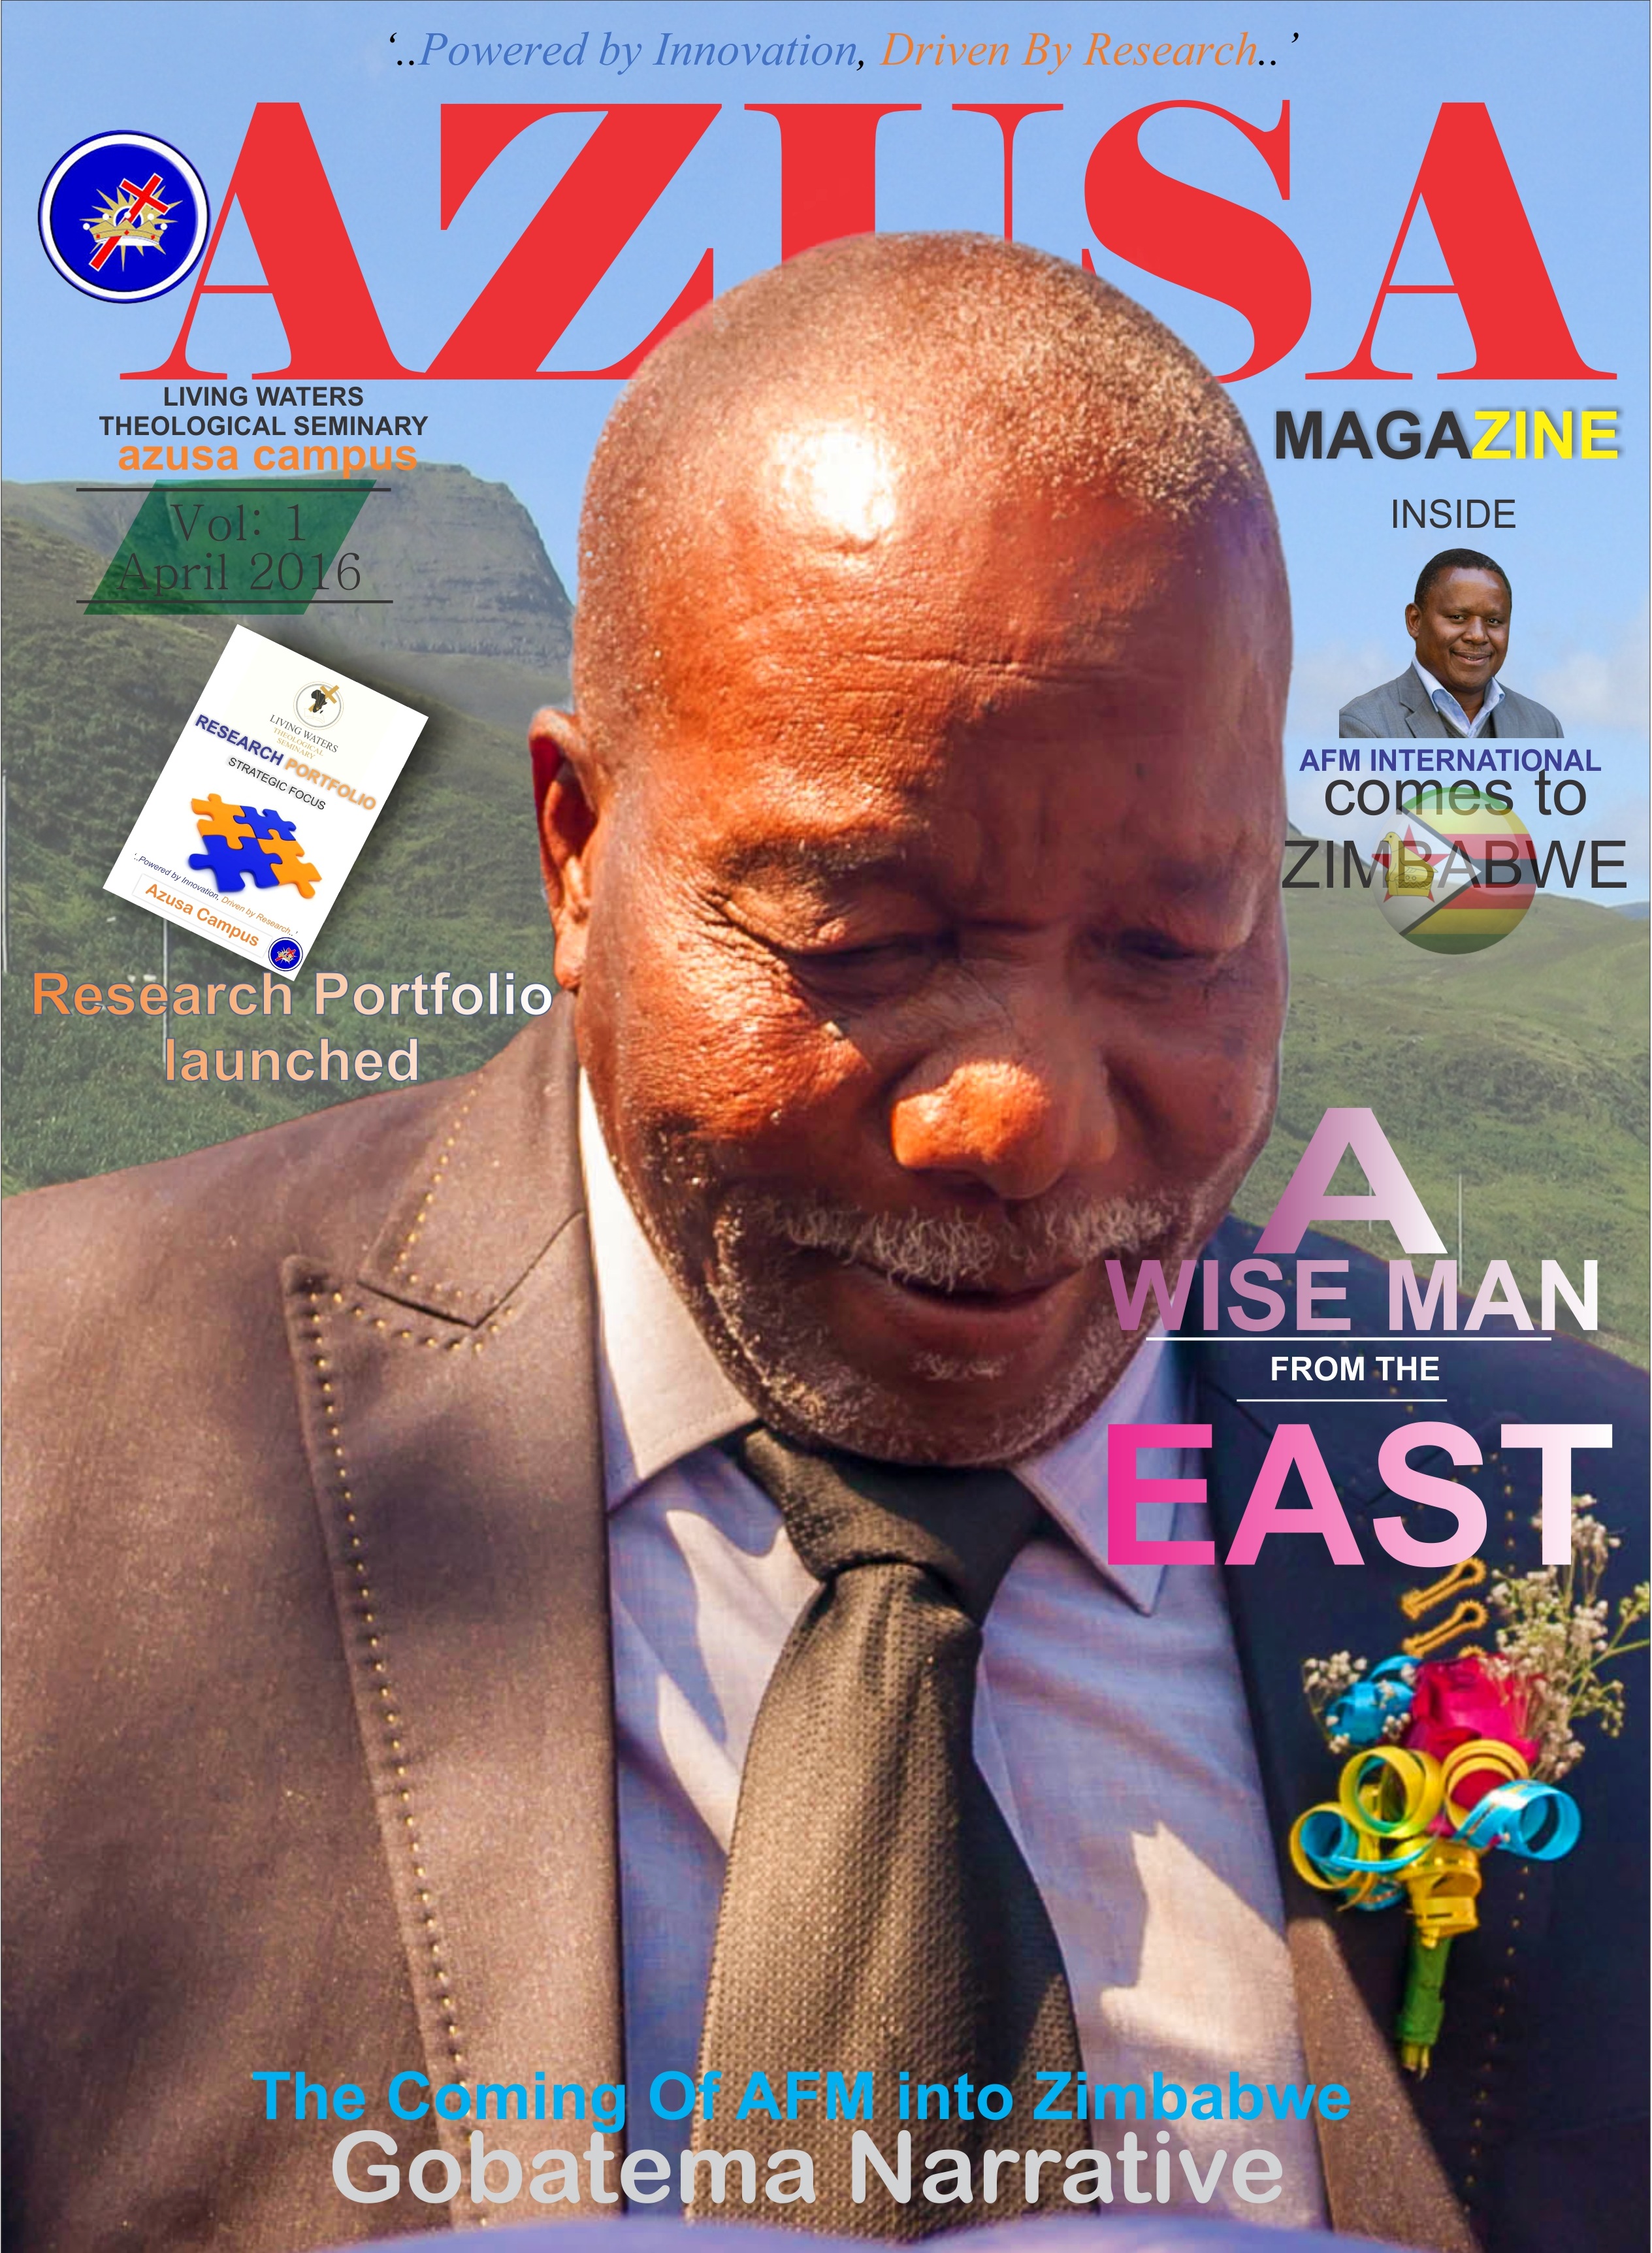 ‘..Powered by Innovation, Driven By Research..’
AZUSA
LIVING WATERS
THEOLOGICAL SEMINARY
azusa campus
MAGAZINE
Vol: 1
April 2016
INSIDE
LIVING WATERS
THEOLOGICAL
SEMINARY
RESEARCH PORTFOLIO
STRATEGIC FOCUS
‘..Powered by Innovation, Driven by Research..’
Azusa Campus
Research Portfolio
launched
AFM INTERNATIONAL
comes to
ZIMBABWE
A
WISE MAN
FROM THE
EAST
The Coming Of AFM into Zimbabwe
Gobatema Narrative